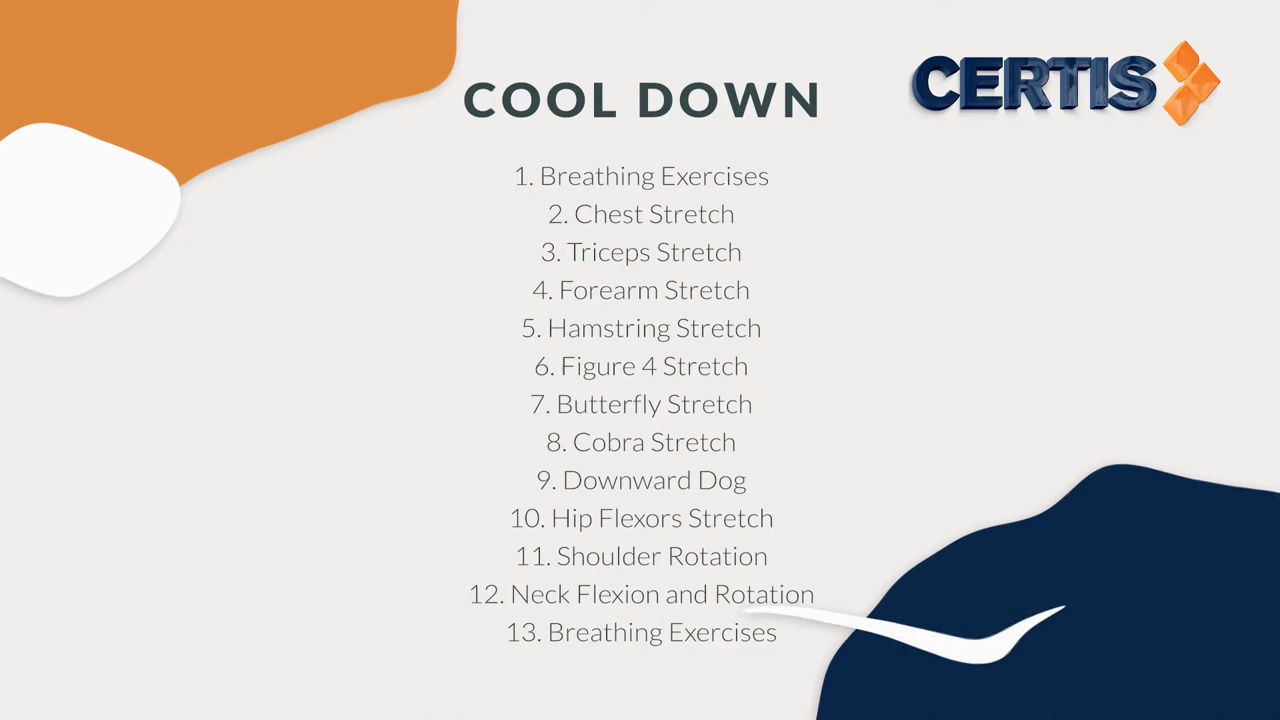 COOL DOWN
CERTIS
1. Breathing Exercises
2. Chest Stretch
3. Triceps Stretch
4. Forearm Stretch
5. Hamstring Stretch
6. Figure 4 Stretch
7. Butterfly Stretch
8. Cobra Stretch
9. Downward Dog
10. Hip Flexors Stretch
11. Shoulder Rotation
12. Neck Flexion and Rotation
13. Breathing Exercises